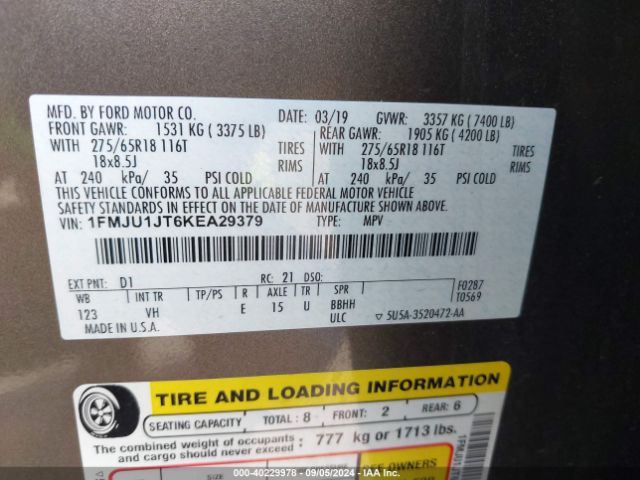 MFD. BY FORD MOTOR CO.
DATE: 03/19 GVWR: 3357 KG ( 7400 LB)
FRONT GAWR: 1531 KG ( 3375 LB) REAR GAWR: 1905 KG ( 4200 LB)
WITH 275/65R18 116T TIRES WITH 275/65R18 116T TIRES
18x8.5J RIMS 18x8.5J RIMS
AT 240 kPa/ 35 PSI COLD AT 240 kPa/ 35 PSI COLD
THIS VEHICLE CONFORMS TO ALL APPLICABLE FEDERAL MOTOR VEHICLE
SAFETY STANDARDS IN EFFECT ON THE DATE OF MANUFACTURE SHOWN ABOVE.
VIN: 1FMJU1JT6KEA29379 TYPE: MPV
EXT PNT: D1 RC: 21 DSO: F0287
WB INT TR TP/PS R AXLE TR SPR T0569
123 VH E 15 U BBHH
MADE IN U.S.A. ULC ▽ 5U5A-3520472-AA
TIRE AND LOADING INFORMATION
SEATING CAPACITY TOTAL : 8 FRONT: 2 REAR: 6
The combined weight of occupants and cargo should never exceed : 777 kg or 1713 lbs.
SIZE
SEE OWNERS
000-40229978 - 09/05/2024 - IAA